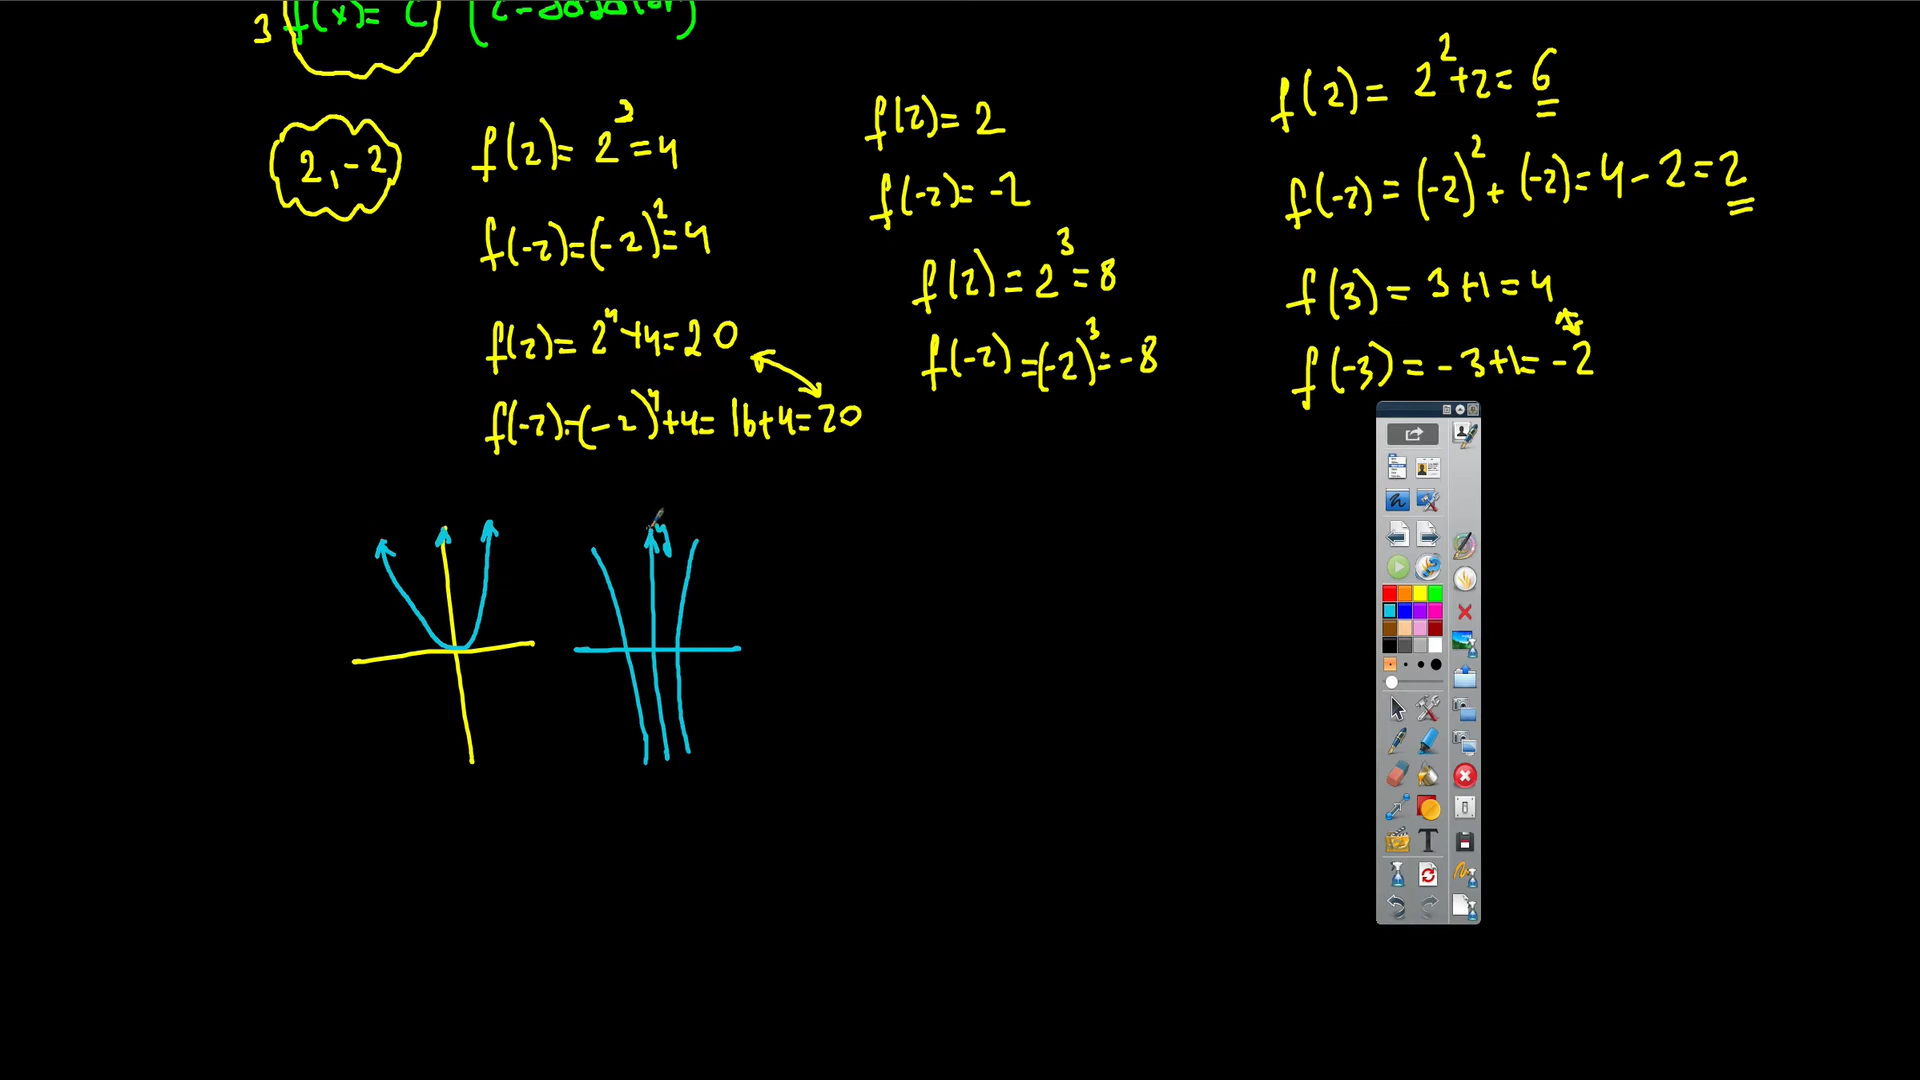 3 f(x)= C
2, -2
f(2)= 2²=4
f(-2)=(-2)²=4
f(2)= 2⁴+4=20
f(-2)=(-2)⁴+4= 16+4=20
f(2)= 2
f(-2)= -2
f(2)= 2³=8
f(-2)=(-2)³=-8
f(2)= 2²+2= 6
f(-2)= (-2)²+(-2)=4-2=2
f(3)= 3+1=4
f(-3)= -3+1=-2
y
T